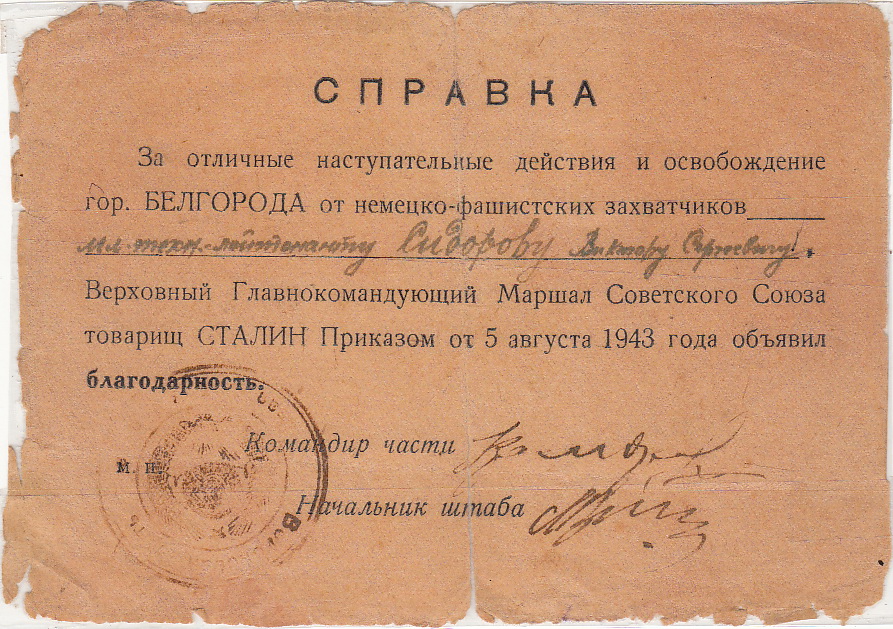 СПРАВКА
За отличные наступательные действия и освобождение
гор. БЕЛГОРОДА от немецко-фашистских захватчиков
мл. техн.-лейтенанту Сидорову Виктору Сергеевичу,
Верховный Главнокомандующий Маршал Советского Союза
товарищ СТАЛИН Приказом от 5 августа 1943 года объявил
благодарность.
Командир части
м. п.
Начальник штаба